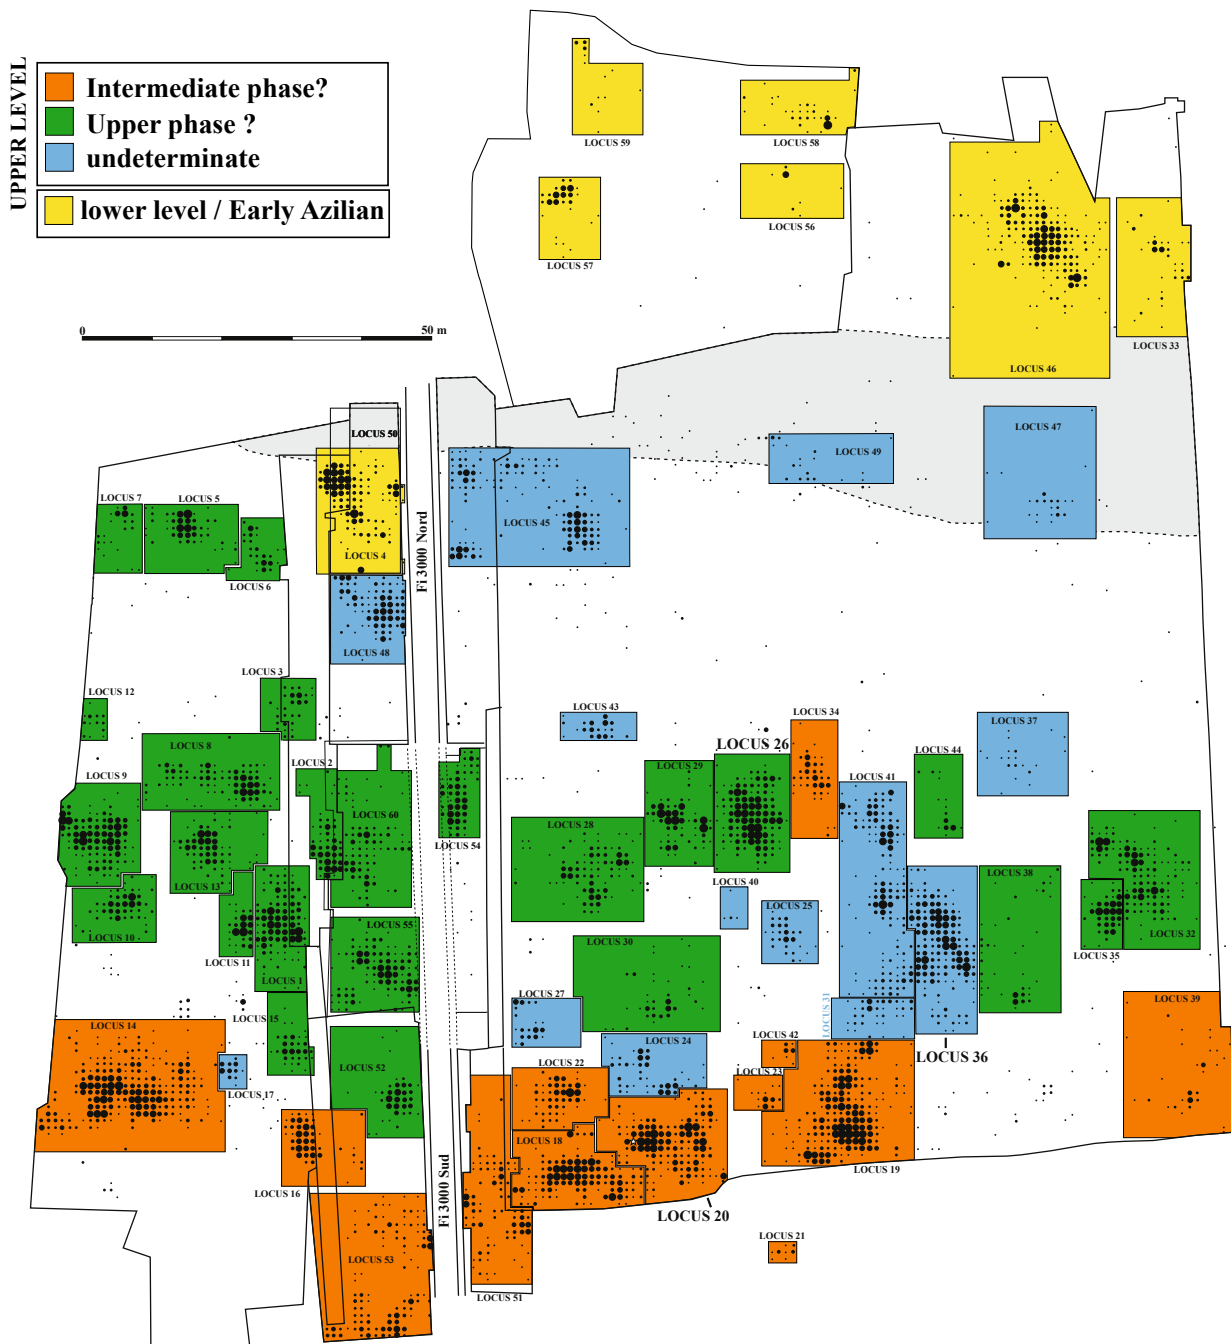 UPPER LEVEL
Intermediate phase?
Upper phase ?
undeterminate
lower level / Early Azilian
0
50 m
LOCUS 59
LOCUS 58
LOCUS 57
LOCUS 56
LOCUS 46
LOCUS 33
LOCUS 50
LOCUS 7
LOCUS 5
LOCUS 6
LOCUS 4
LOCUS 48
Fi 3000 Nord
LOCUS 45
LOCUS 49
LOCUS 47
LOCUS 3
LOCUS 12
LOCUS 8
LOCUS 9
LOCUS 2
LOCUS 60
LOCUS 54
LOCUS 13
LOCUS 10
LOCUS 11
LOCUS 1
LOCUS 55
LOCUS 15
LOCUS 14
LOCUS 17
LOCUS 52
LOCUS 16
LOCUS 53
Fi 3000 Sud
LOCUS 51
LOCUS 43
LOCUS 34
LOCUS 26
LOCUS 29
LOCUS 28
LOCUS 37
LOCUS 44
LOCUS 41
LOCUS 40
LOCUS 25
LOCUS 38
LOCUS 32
LOCUS 35
LOCUS 30
LOCUS 27
LOCUS 24
LOCUS 31
LOCUS 36
LOCUS 39
LOCUS 42
LOCUS 23
LOCUS 22
LOCUS 18
LOCUS 19
LOCUS 20
LOCUS 21